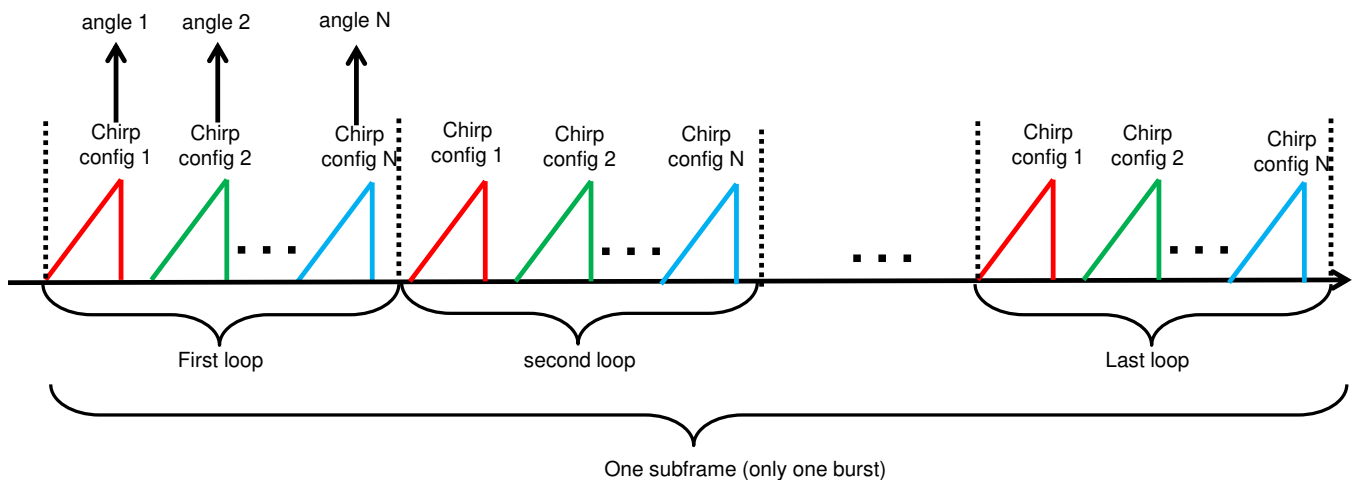 angle 1
angle 2
angle N
Chirp
config 1
Chirp
config 2
Chirp
config N
Chirp
config 1
Chirp
config 2
Chirp
config N
Chirp
config 1
Chirp
config 2
Chirp
config N
First loop
second loop
Last loop
One subframe (only one burst)